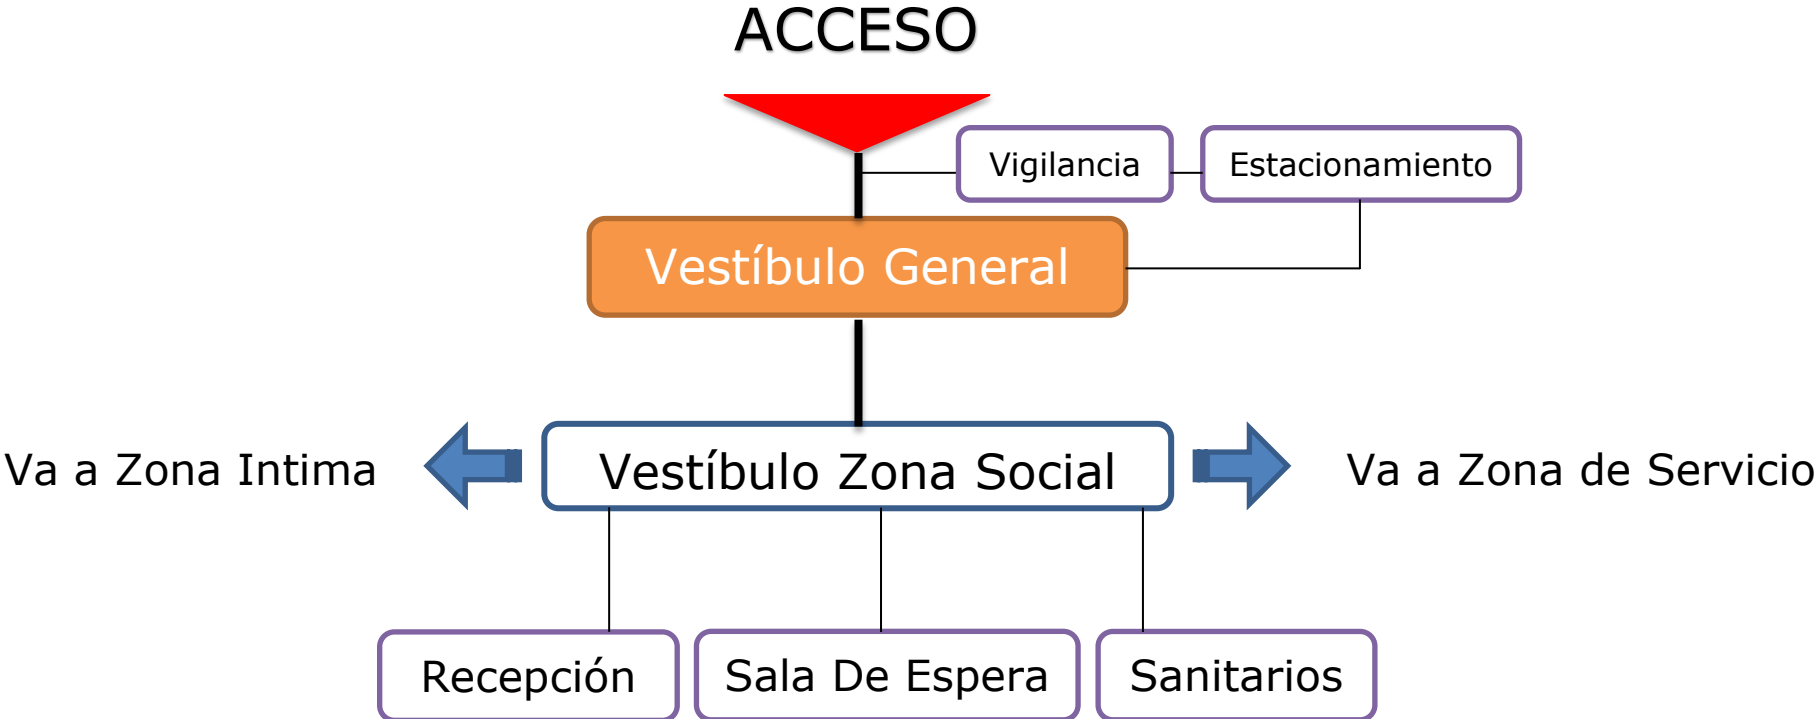 ACCESO
Vigilancia
Estacionamiento
Vestíbulo General
Va a Zona Intima
Vestíbulo Zona Social
Va a Zona de Servicio
Recepción
Sala De Espera
Sanitarios